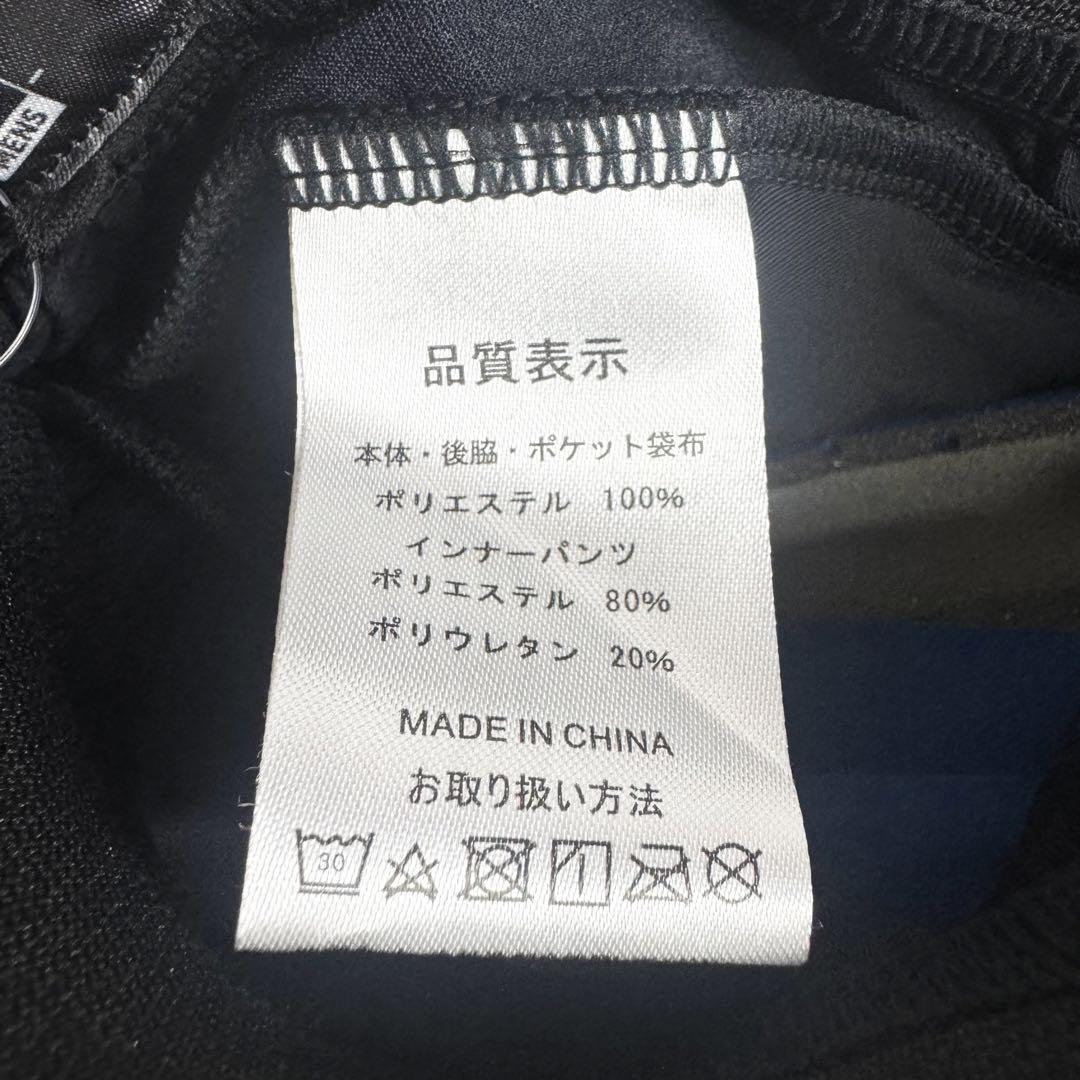 MENS
品質表示
本体・後脇・ポケット袋布
ポリエステル 100%
インナーパンツ
ポリエステル 80%
ポリウレタン 20%
MADE IN CHINA
お取り扱い方法
30